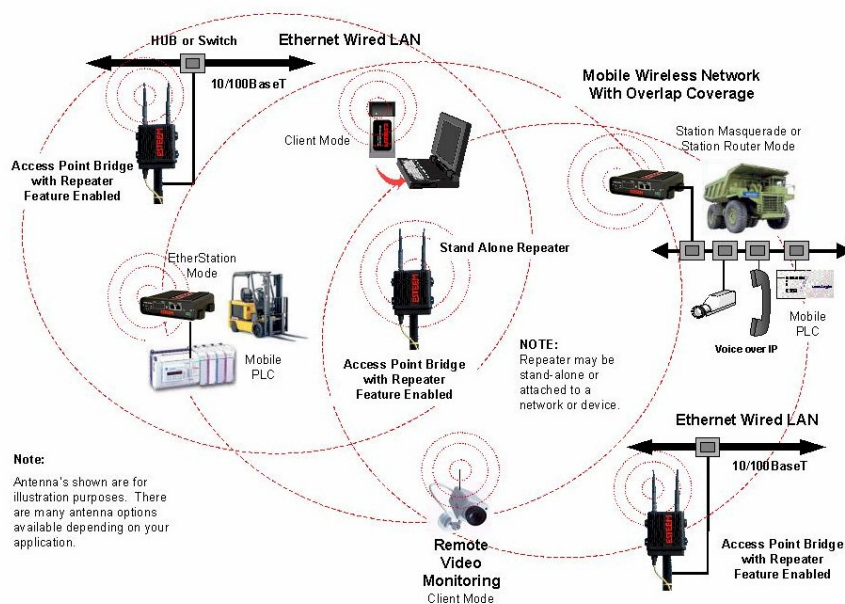 HUB or Switch
Ethernet Wired LAN
10/100BaseT
Access Point Bridge
with Repeater
Feature Enabled
ESTEEM
Client Mode
Mobile Wireless Network
With Overlap Coverage
Station Masquerade or
Station Router Mode
EtherStation
Mode
Mobile
PLC
Stand Alone Repeater
ESTEEM
Access Point Bridge
with Repeater
Feature Enabled
NOTE:
Repeater may be
stand-alone or
attached to a
network or device.
Voice over IP
Mobile
PLC
Note:
Antenna's shown are for
illustration purposes. There
are many antenna options
available depending on your
application.
Remote
Video
Monitoring
Client Mode
Ethernet Wired LAN
10/100BaseT
ESTEEM
Access Point Bridge
with Repeater
Feature Enabled